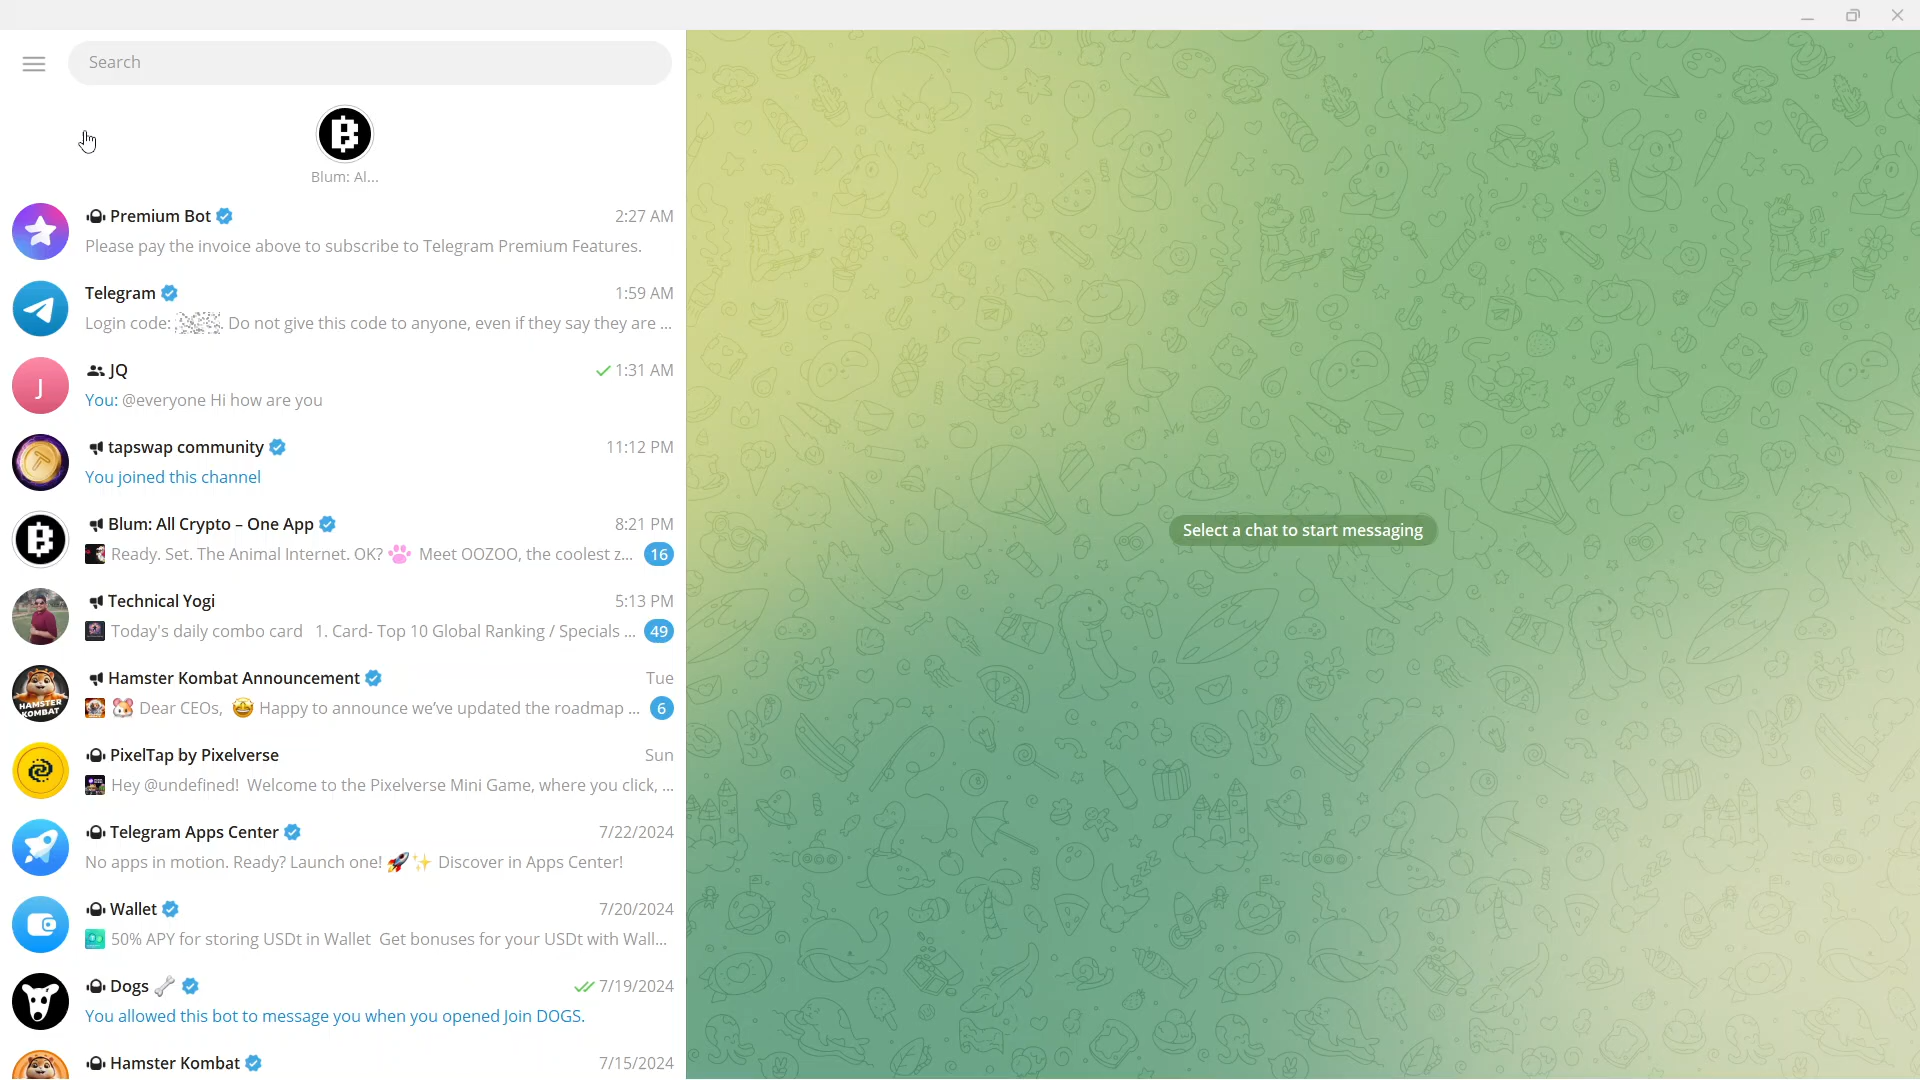 Search
Blum: Al...
Premium Bot 2:27 AM
Please pay the invoice above to subscribe to Telegram Premium Features.
Telegram 1:59 AM
Login code: . Do not give this code to anyone, even if they say they are ...
J JQ 1:31 AM
You: @everyone Hi how are you
tapswap community 11:12 PM
You joined this channel
Blum: All Crypto – One App 8:21 PM
Ready. Set. The Animal Internet. OK? 🐾 Meet OOZOO, the coolest z... 16
Technical Yogi 5:13 PM
Today's daily combo card 1. Card- Top 10 Global Ranking / Specials ... 49
Hamster Kombat Announcement Tue
HAMSTER KOMBAT
🐹 Dear CEOs, 🤩 Happy to announce we've updated the roadmap ... 6
PixelTap by Pixelverse Sun
Hey @undefined! Welcome to the Pixelverse Mini Game, where you click, ...
Telegram Apps Center 7/22/2024
No apps in motion. Ready? Launch one! 🚀✨ Discover in Apps Center!
Wallet 7/20/2024
50% APY for storing USDt in Wallet Get bonuses for your USDt with Wall...
Dogs 🦴 7/19/2024
You allowed this bot to message you when you opened Join DOGS.
Hamster Kombat 7/15/2024
Select a chat to start messaging